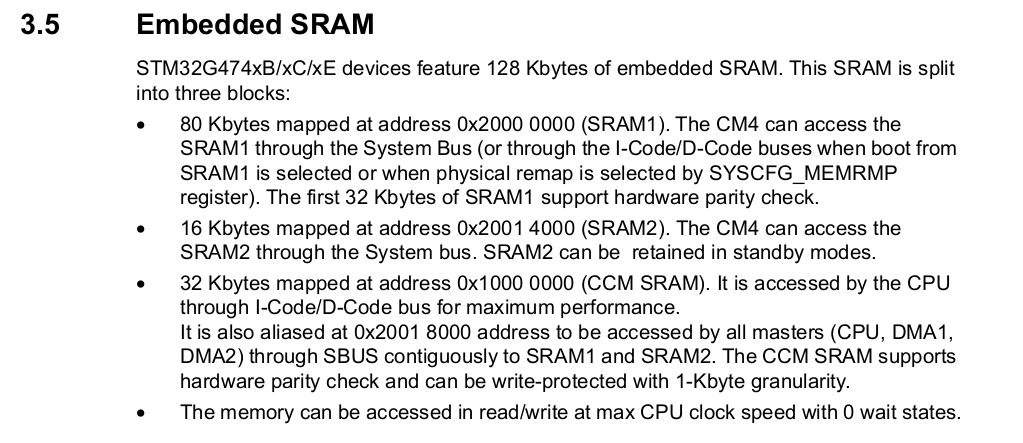 3.5 Embedded SRAM
STM32G474xB/xC/xE devices feature 128 Kbytes of embedded SRAM. This SRAM is split
into three blocks:
• 80 Kbytes mapped at address 0x2000 0000 (SRAM1). The CM4 can access the
SRAM1 through the System Bus (or through the I-Code/D-Code buses when boot from
SRAM1 is selected or when physical remap is selected by SYSCFG_MEMRMP
register). The first 32 Kbytes of SRAM1 support hardware parity check.
• 16 Kbytes mapped at address 0x2001 4000 (SRAM2). The CM4 can access the
SRAM2 through the System bus. SRAM2 can be  retained in standby modes.
• 32 Kbytes mapped at address 0x1000 0000 (CCM SRAM). It is accessed by the CPU
through I-Code/D-Code bus for maximum performance.
It is also aliased at 0x2001 8000 address to be accessed by all masters (CPU, DMA1,
DMA2) through SBUS contiguously to SRAM1 and SRAM2. The CCM SRAM supports
hardware parity check and can be write-protected with 1-Kbyte granularity.
• The memory can be accessed in read/write at max CPU clock speed with 0 wait states.